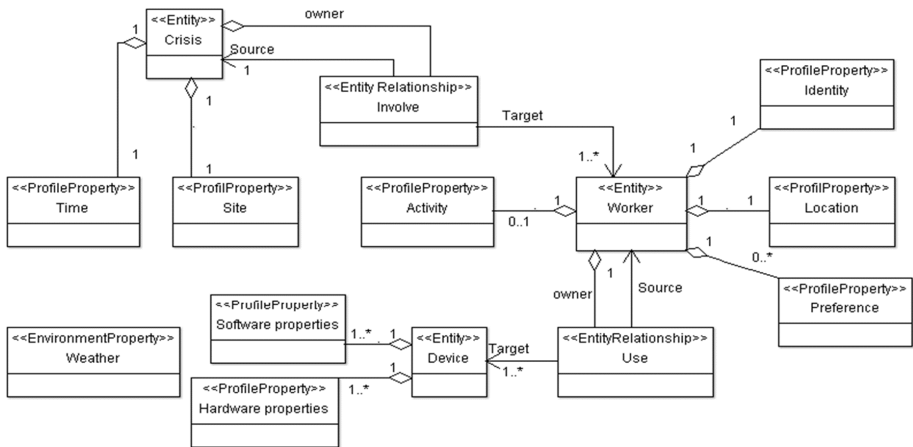 <<Entity>>
Crisis
owner
1
1
Source
1
<<Entity Relationship>>
Involve
Target
1..*
<<ProfileProperty>>
Identity
1
1
1
1
<<ProfileProperty>>
Time
<<ProfilProperty>>
Site
<<ProfileProperty>>
Activity
0..1
1
<<Entity>>
Worker
1
1
<<ProfilProperty>>
Location
1
0..*
<<ProfileProperty>>
Preference
owner
1
Source
<<ProfileProperty>>
Software properties
1..*
1
<<EnvironmentProperty>>
Weather
<<Entity>>
Device
Target
1..*
<<EntityRelationship>>
Use
<<ProfileProperty>>
Hardware properties
1..*
1